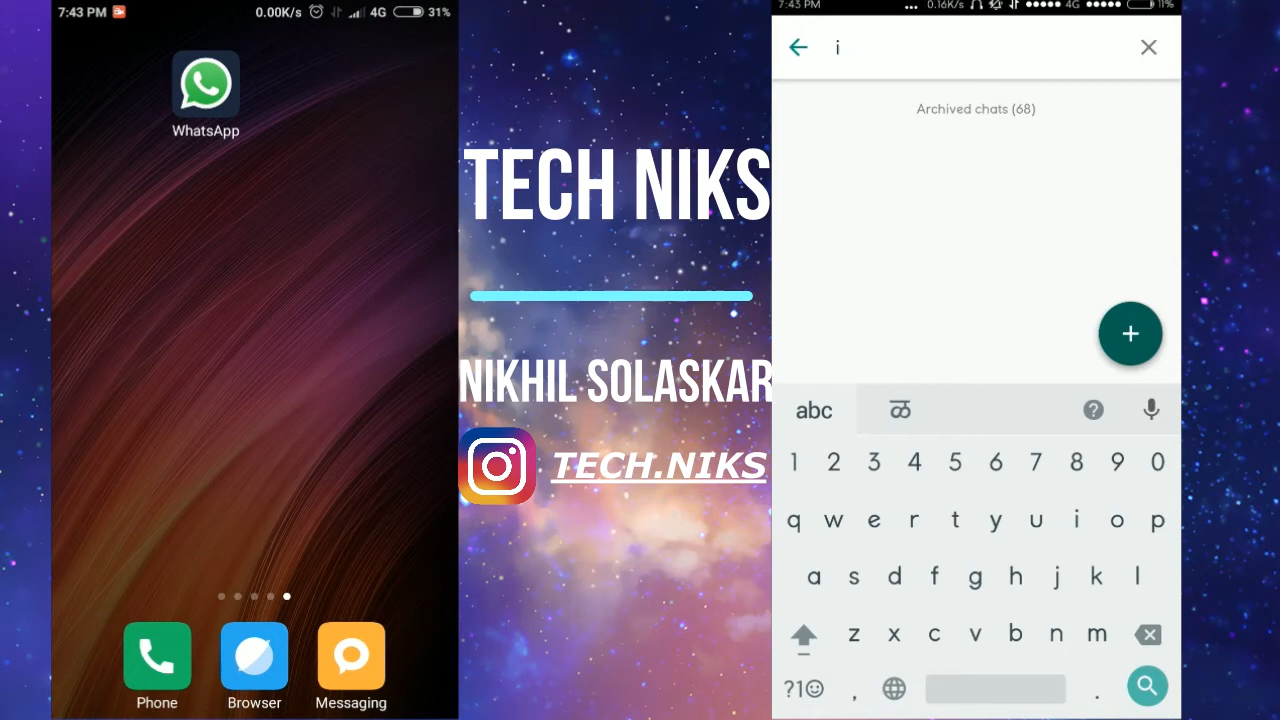 7:43 PM 0.00K/s 4G 31%
WhatsApp
Phone Browser Messaging
TECH NIKS
NIKHIL SOLASKAR
TECH.NIKS
7:43 PM ... 0.16K/s 4G 11%
i
Archived chats (68)
abc ळ
1 2 3 4 5 6 7 8 9 0
q w e r t y u i o p
a s d f g h j k l
z x c v b n m
?1☺ , .